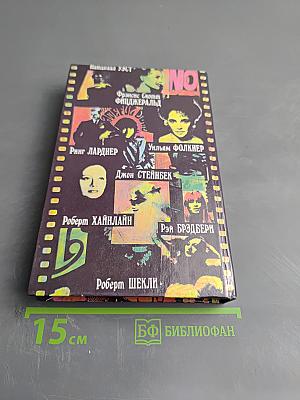 Натаниэл УЭСТ
NO
Фрэнсис Скотт
ФИЦДЖЕРАЛЬД
Ринг ЛАРДНЕР
Уильям ФОЛКНЕР
Джон СТЕЙНБЕК
Роберт ХАЙНЛАЙН
Рэй БРЭДБЕРИ
Роберт ШЕКЛИ
15 см
БФ БИБЛИОФАН